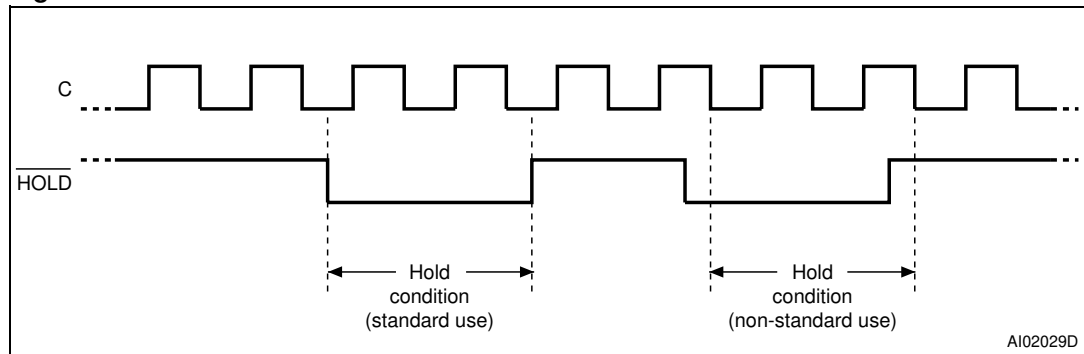 C
HOLD
Hold
condition
(standard use)
Hold
condition
(non-standard use)
AI02029D